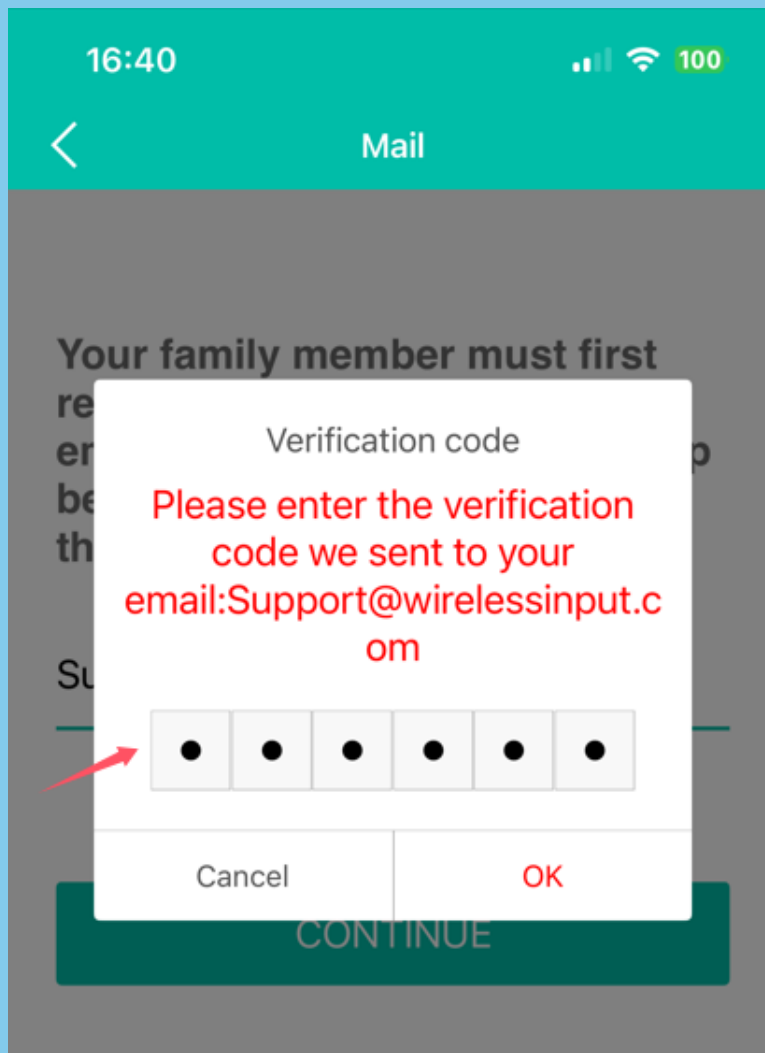 16:40
100
Mail
Your family member must first
re
en
p
be
th
Verification code
Please enter the verification
code we sent to your
email:Support@wirelessinput.c
om
Su
Cancel
OK
CONTINUE